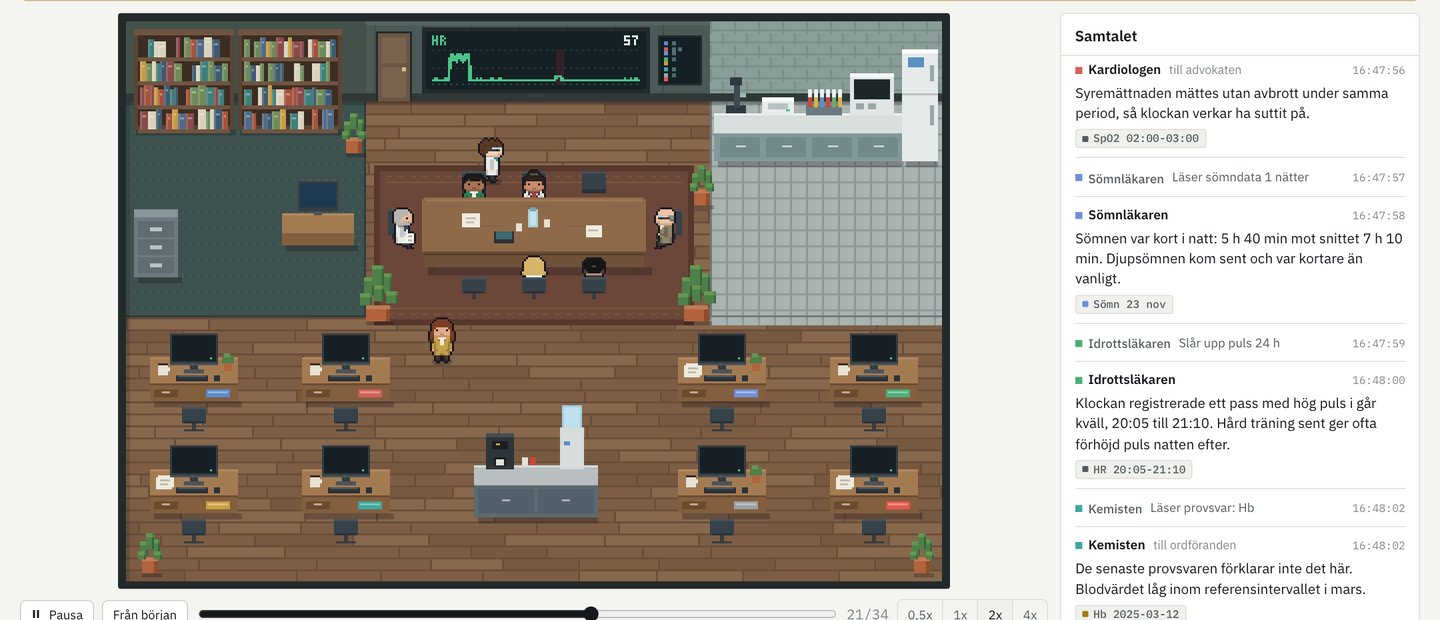 HR
57
Samtalet
Kardiologen till advokaten 16:47:56
Syremättnaden mättes utan avbrott under samma
period, så klockan verkar ha suttit på.
SpO2 02:00-03:00
Sömnläkaren Läser sömndata 1 nätter 16:47:57
Sömnläkaren 16:47:58
Sömnen var kort i natt: 5 h 40 min mot snittet 7 h 10
min. Djupsömnen kom sent och var kortare än
vanligt.
Sömn 23 nov
Idrottsläkaren Slår upp puls 24 h 16:47:59
Idrottsläkaren 16:48:00
Klockan registrerade ett pass med hög puls i går
kväll, 20:05 till 21:10. Hård träning sent ger ofta
förhöjd puls natten efter.
HR 20:05-21:10
Kemisten Läser provsvar: Hb 16:48:02
Kemisten till ordföranden 16:48:02
De senaste provsvaren förklarar inte det här.
Blodvärdet låg inom referensintervallet i mars.
Hb 2025-03-12
Pausa Från början 21/34 0,5x 1x 2x 4x